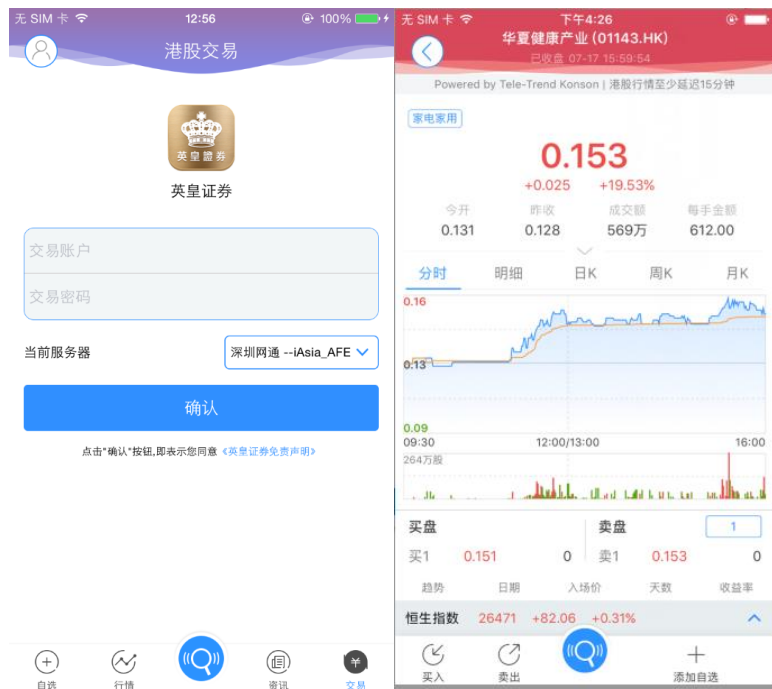 无 SIM 卡
12:56
100%
港股交易
英皇證券
英皇证券
交易账户
交易密码
当前服务器
深圳网通 --iAsia_AFE
确认
点击"确认"按钮,即表示您同意《英皇证券免责声明》
自选
行情
资讯
交易
无 SIM 卡
下午4:26
华夏健康产业 (01143.HK)
已收盘 07-17 15:59:54
Powered by Tele-Trend Konson | 港股行情至少延迟15分钟
家电家用
0.153
+0.025 +19.53%
今开 昨收 成交额 每手金额
0.131 0.128 569万 612.00
分时 明细 日K 周K 月K
0.16
0.13
0.09
09:30 12:00/13:00 16:00
264万股
买盘 卖盘 1
买1 0.151 0 卖1 0.153 0
趋势 日期 入场价 天数 收益率
恒生指数 26471 +82.06 +0.31%
买入 卖出 添加自选